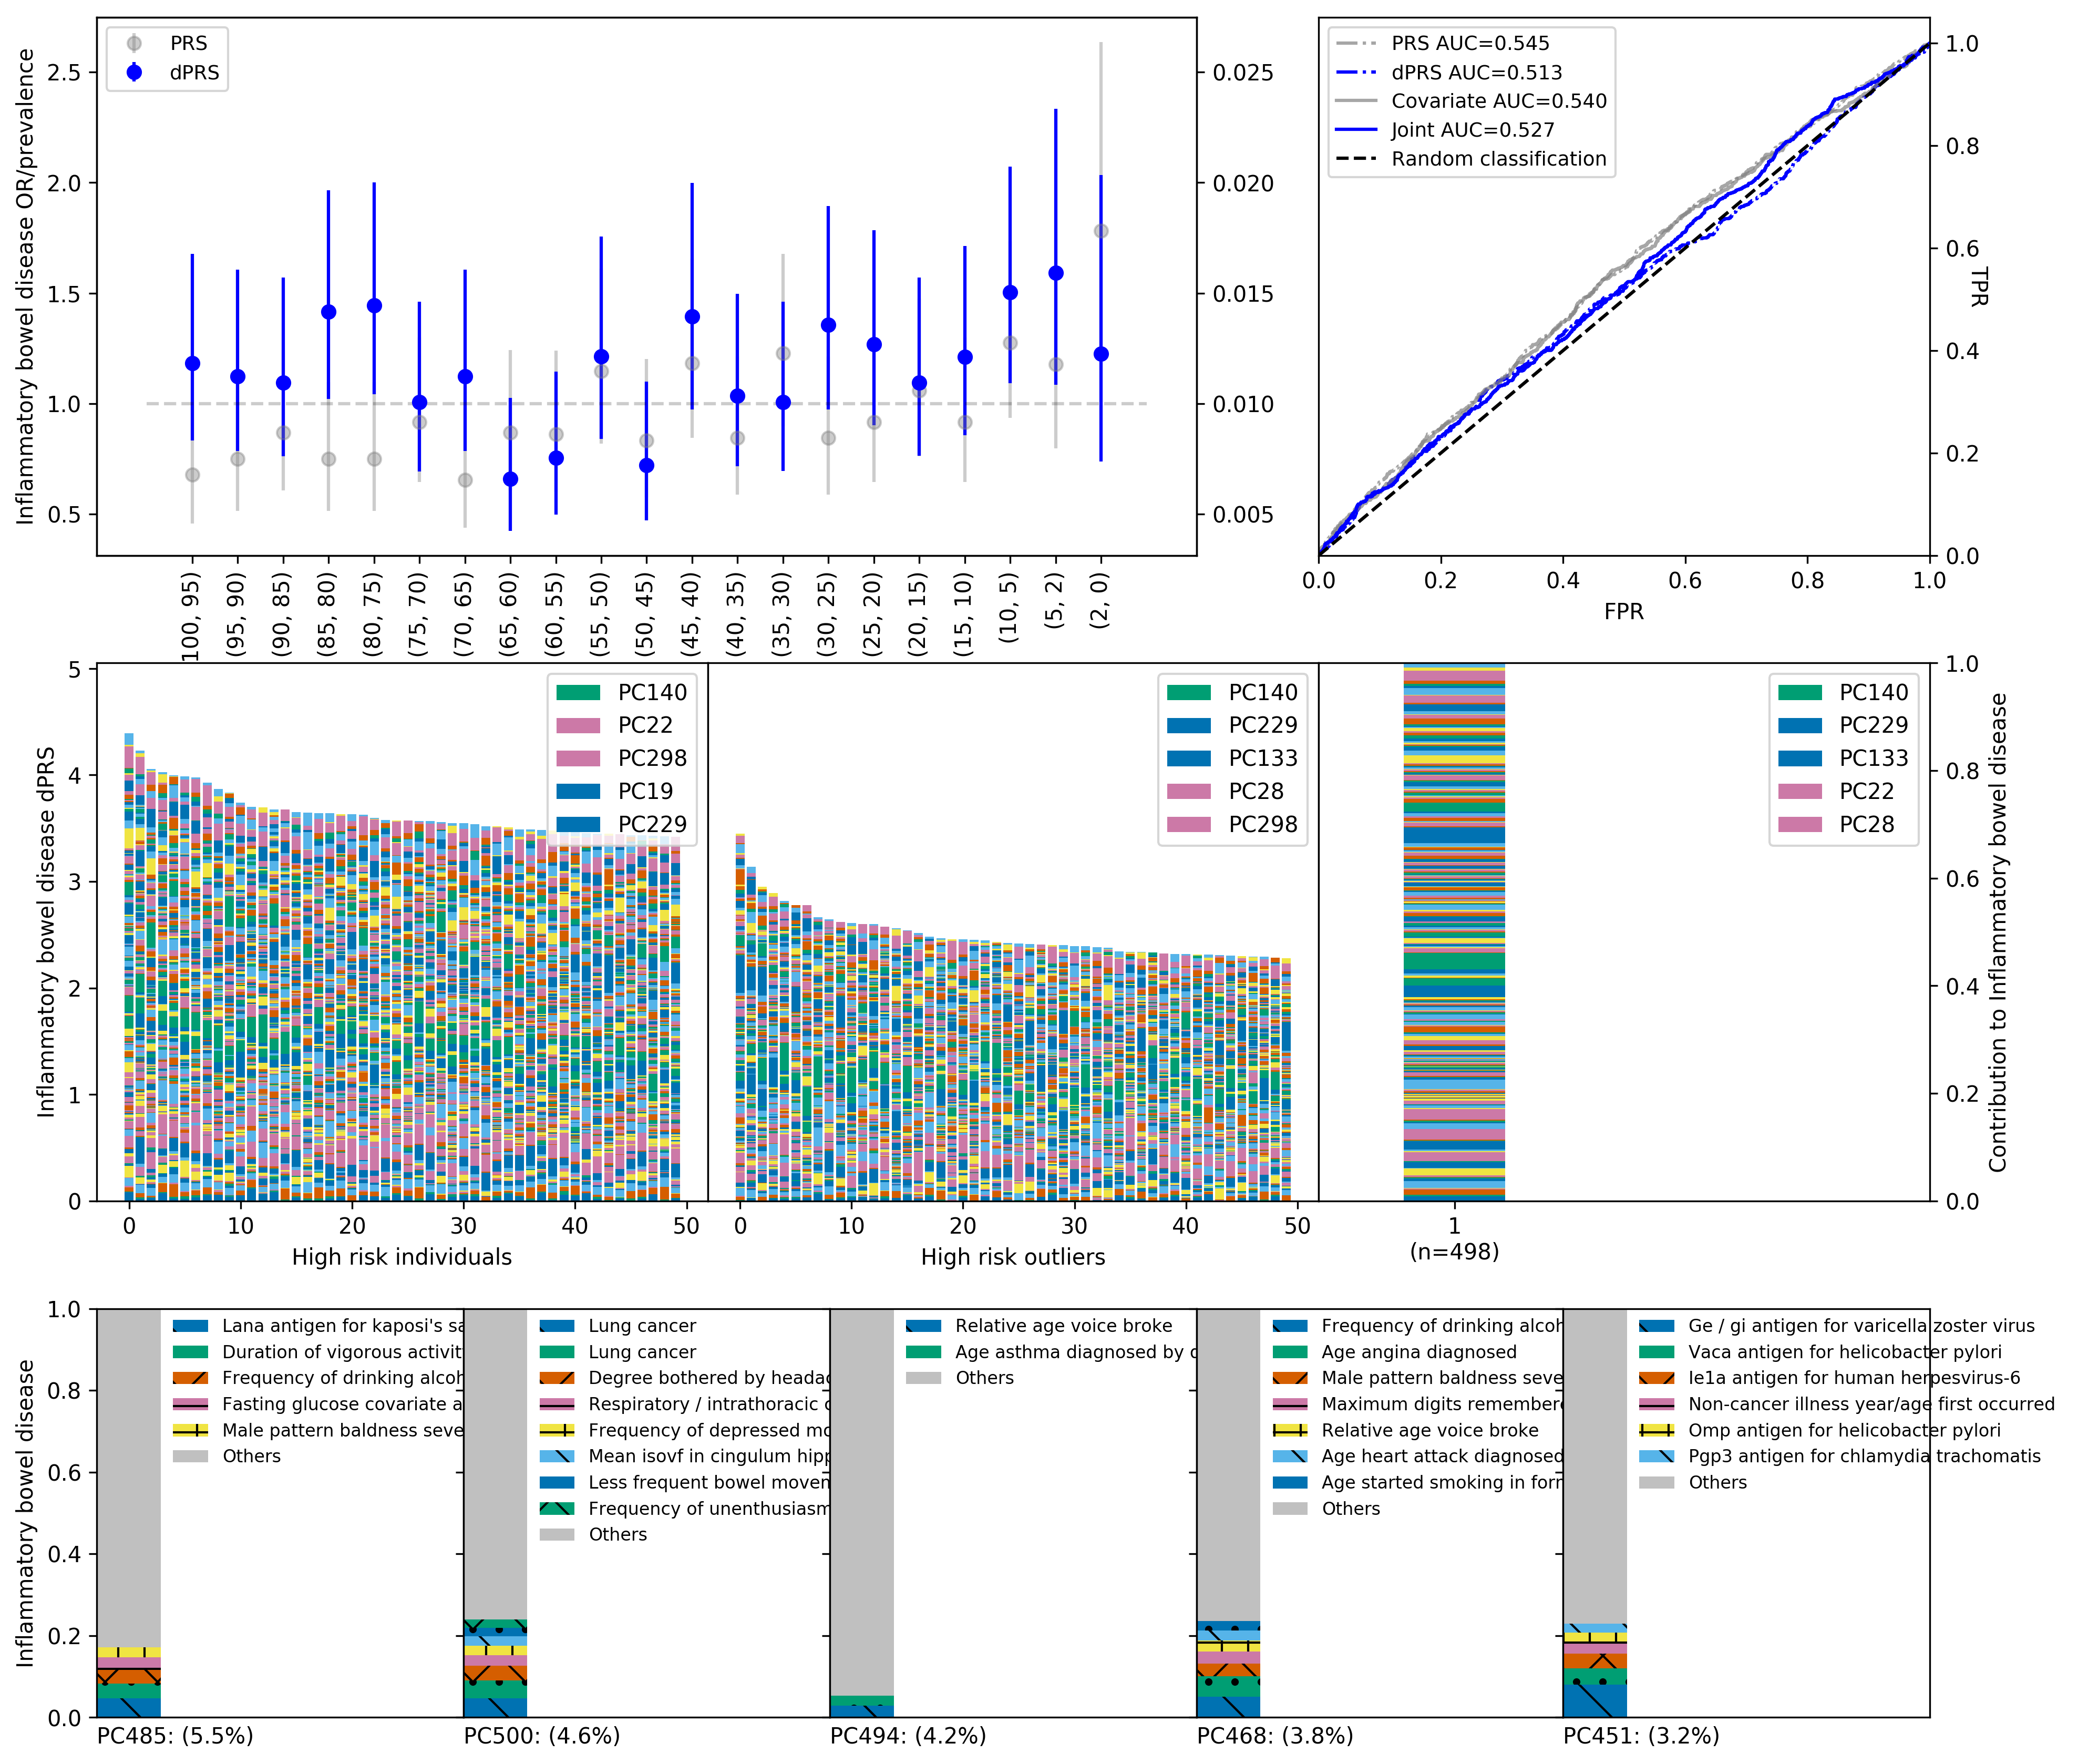 Inflammatory bowel disease OR/prevalence
2.5
2.0
1.5
1.0
0.5
PRS
dPRS
0.025
0.020
0.015
0.010
0.005
100, 95)
(95, 90)
(90, 85)
(85, 80)
(80, 75)
(75, 70)
(70, 65)
(65, 60)
(60, 55)
(55, 50)
(50, 45)
(45, 40)
(40, 35)
(35, 30)
(30, 25)
(25, 20)
(20, 15)
(15, 10)
(10, 5)
(5, 2)
(2, 0)
PRS AUC=0.545
dPRS AUC=0.513
Covariate AUC=0.540
Joint AUC=0.527
Random classification
1.0
0.8
0.6
0.4
0.2
0.0
TPR
0.0 0.2 0.4 0.6 0.8 1.0
FPR
Inflammatory bowel disease dPRS
5
4
3
2
1
0
PC140
PC22
PC298
PC19
PC229
0 10 20 30 40 50
High risk individuals
PC140
PC229
PC133
PC28
PC298
0 10 20 30 40 50
High risk outliers
PC140
PC229
PC133
PC22
PC28
1
(n=498)
1.0
0.8
0.6
0.4
0.2
0.0
Contribution to Inflammatory bowel disease
Inflammatory bowel disease
1.0
0.8
0.6
0.4
0.2
0.0
Lana antigen for kaposi's sa
Duration of vigorous activit
Frequency of drinking alcoh
Fasting glucose covariate a
Male pattern baldness seve
Others
PC485: (5.5%)
Lung cancer
Lung cancer
Degree bothered by headac
Respiratory / intrathoracic o
Frequency of depressed mo
Mean isovf in cingulum hipp
Less frequent bowel movem
Frequency of unenthusiasm
Others
PC500: (4.6%)
Relative age voice broke
Age asthma diagnosed by d
Others
PC494: (4.2%)
Frequency of drinking alcoh
Age angina diagnosed
Male pattern baldness seve
Maximum digits remembere
Relative age voice broke
Age heart attack diagnosed
Age started smoking in form
Others
PC468: (3.8%)
Ge / gi antigen for varicella zoster virus
Vaca antigen for helicobacter pylori
Ie1a antigen for human herpesvirus-6
Non-cancer illness year/age first occurred
Omp antigen for helicobacter pylori
Pgp3 antigen for chlamydia trachomatis
Others
PC451: (3.2%)